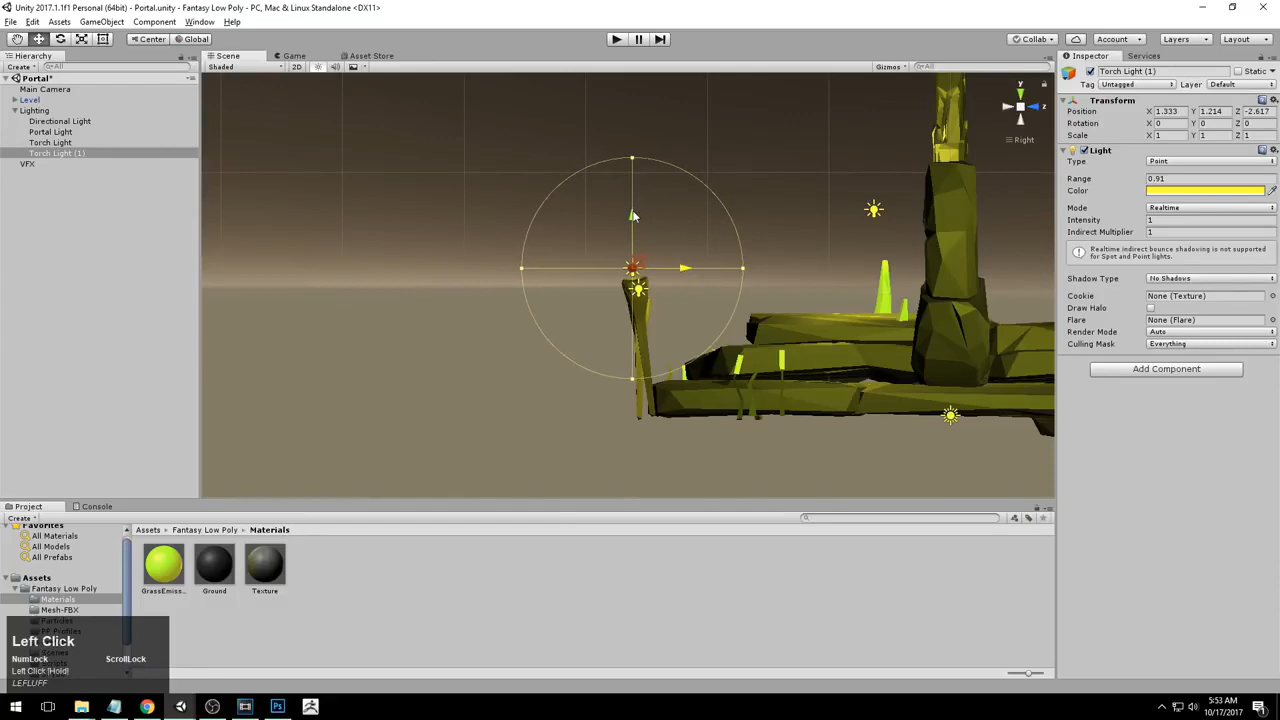 Unity 2017.1.1f1 Personal (64bit) - Portal.unity - Fantasy Low Poly - PC, Mac & Linux Standalone <DX11>
File Edit Assets GameObject Component Window Help
Center Global Collab Account Layers Layout
Hierarchy Scene Game Asset Store Inspector Services
Create All Shaded 2D Gizmos All Torch Light (1) Static
Portal*
Main Camera
Level
Lighting
Directional Light
Portal Light
Torch Light
Torch Light (1)
VFX
y
z
Right
Tag Untagged Layer Default
Transform
Position X 1.333 Y 1.214 Z -2.617
Rotation X 0 Y 0 Z 0
Scale X 1 Y 1 Z 1
Light
Type Point
Range 0.91
Color
Mode Realtime
Intensity 1
Indirect Multiplier 1
Realtime indirect bounce shadowing is not supported
for Spot and Point lights.
Shadow Type No Shadows
Cookie None (Texture)
Draw Halo
Flare None (Flare)
Render Mode Auto
Culling Mask Everything
Add Component
Project Console
Create
Favorites
All Materials
All Models
All Prefabs
Assets
Fantasy Low Poly
Materials
Mesh-FBX
Particles
PF Profiles
Scenes
Scripts
Assets Fantasy Low Poly Materials
GrassEmiss... Ground Texture
Left Click
NumLock ScrollLock
Left Click [Hold]
LEFLUFF
5:53 AM
10/17/2017